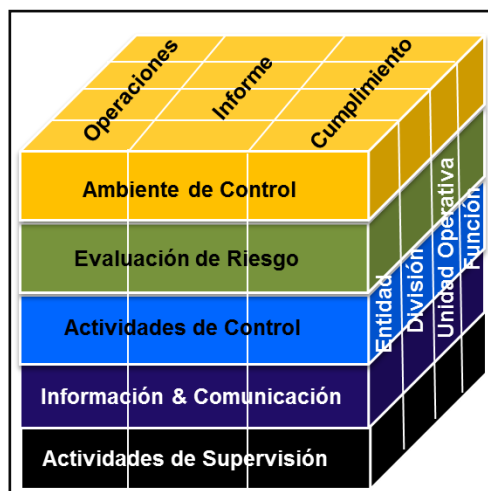 Operaciones
Informe
Cumplimiento
Ambiente de Control
Evaluación de Riesgo
Actividades de Control
Información & Comunicación
Actividades de Supervisión
Entidad
División
Unidad Operativa
Función